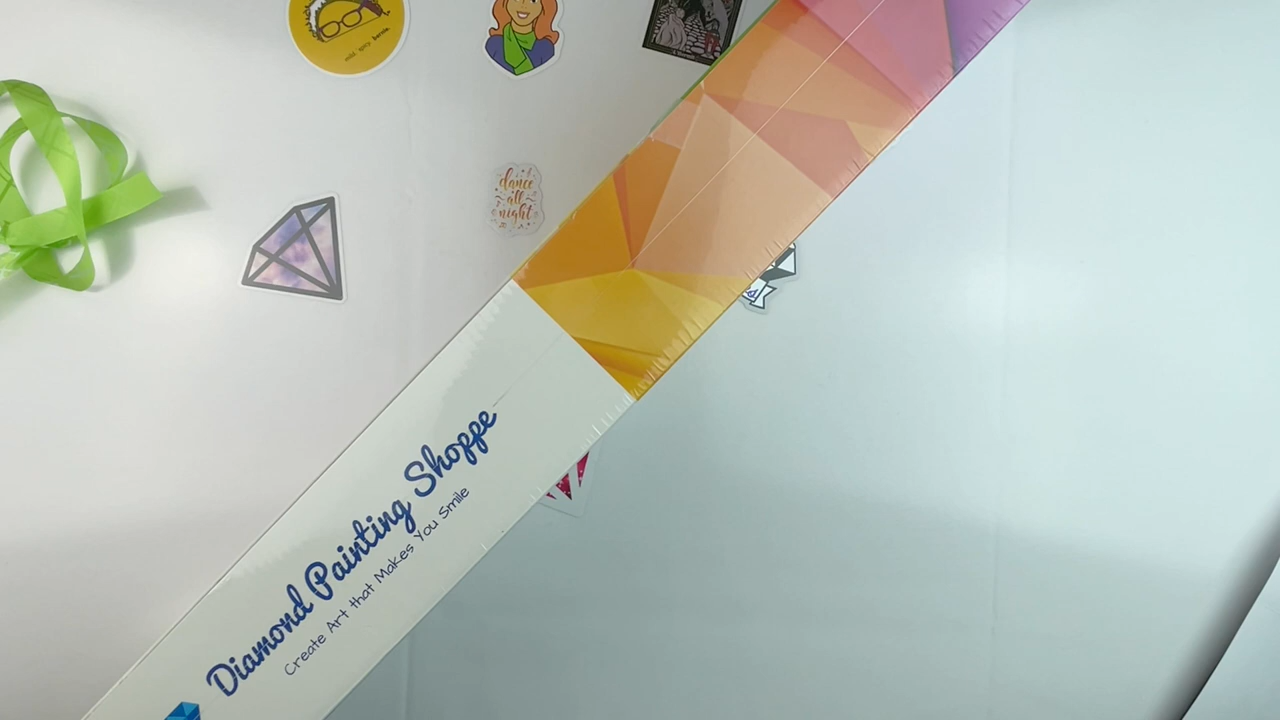 dance
all
night
Diamond Painting Shoppe
Create Art that Makes You Smile